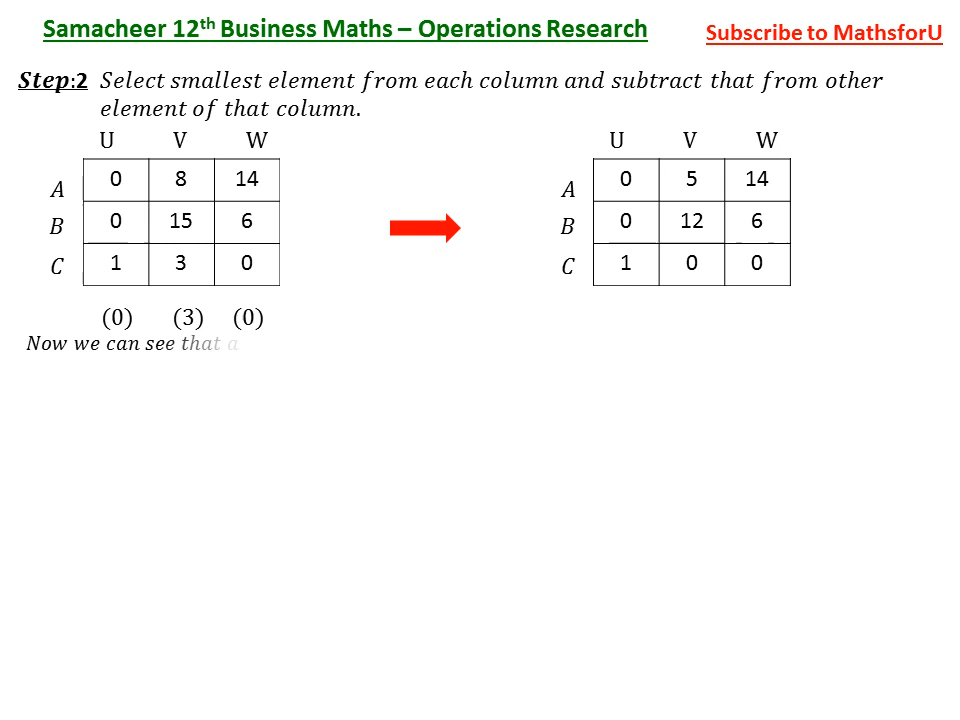 Samacheer 12th Business Maths – Operations Research
Subscribe to MathsforU
Step:2 Select smallest element from each column and subtract that from other
element of that column.
U V W
A 0 8 14
B 0 15 6
C 1 3 0
(0) (3) (0)
U V W
A 0 5 14
B 0 12 6
C 1 0 0
Now we can see that a